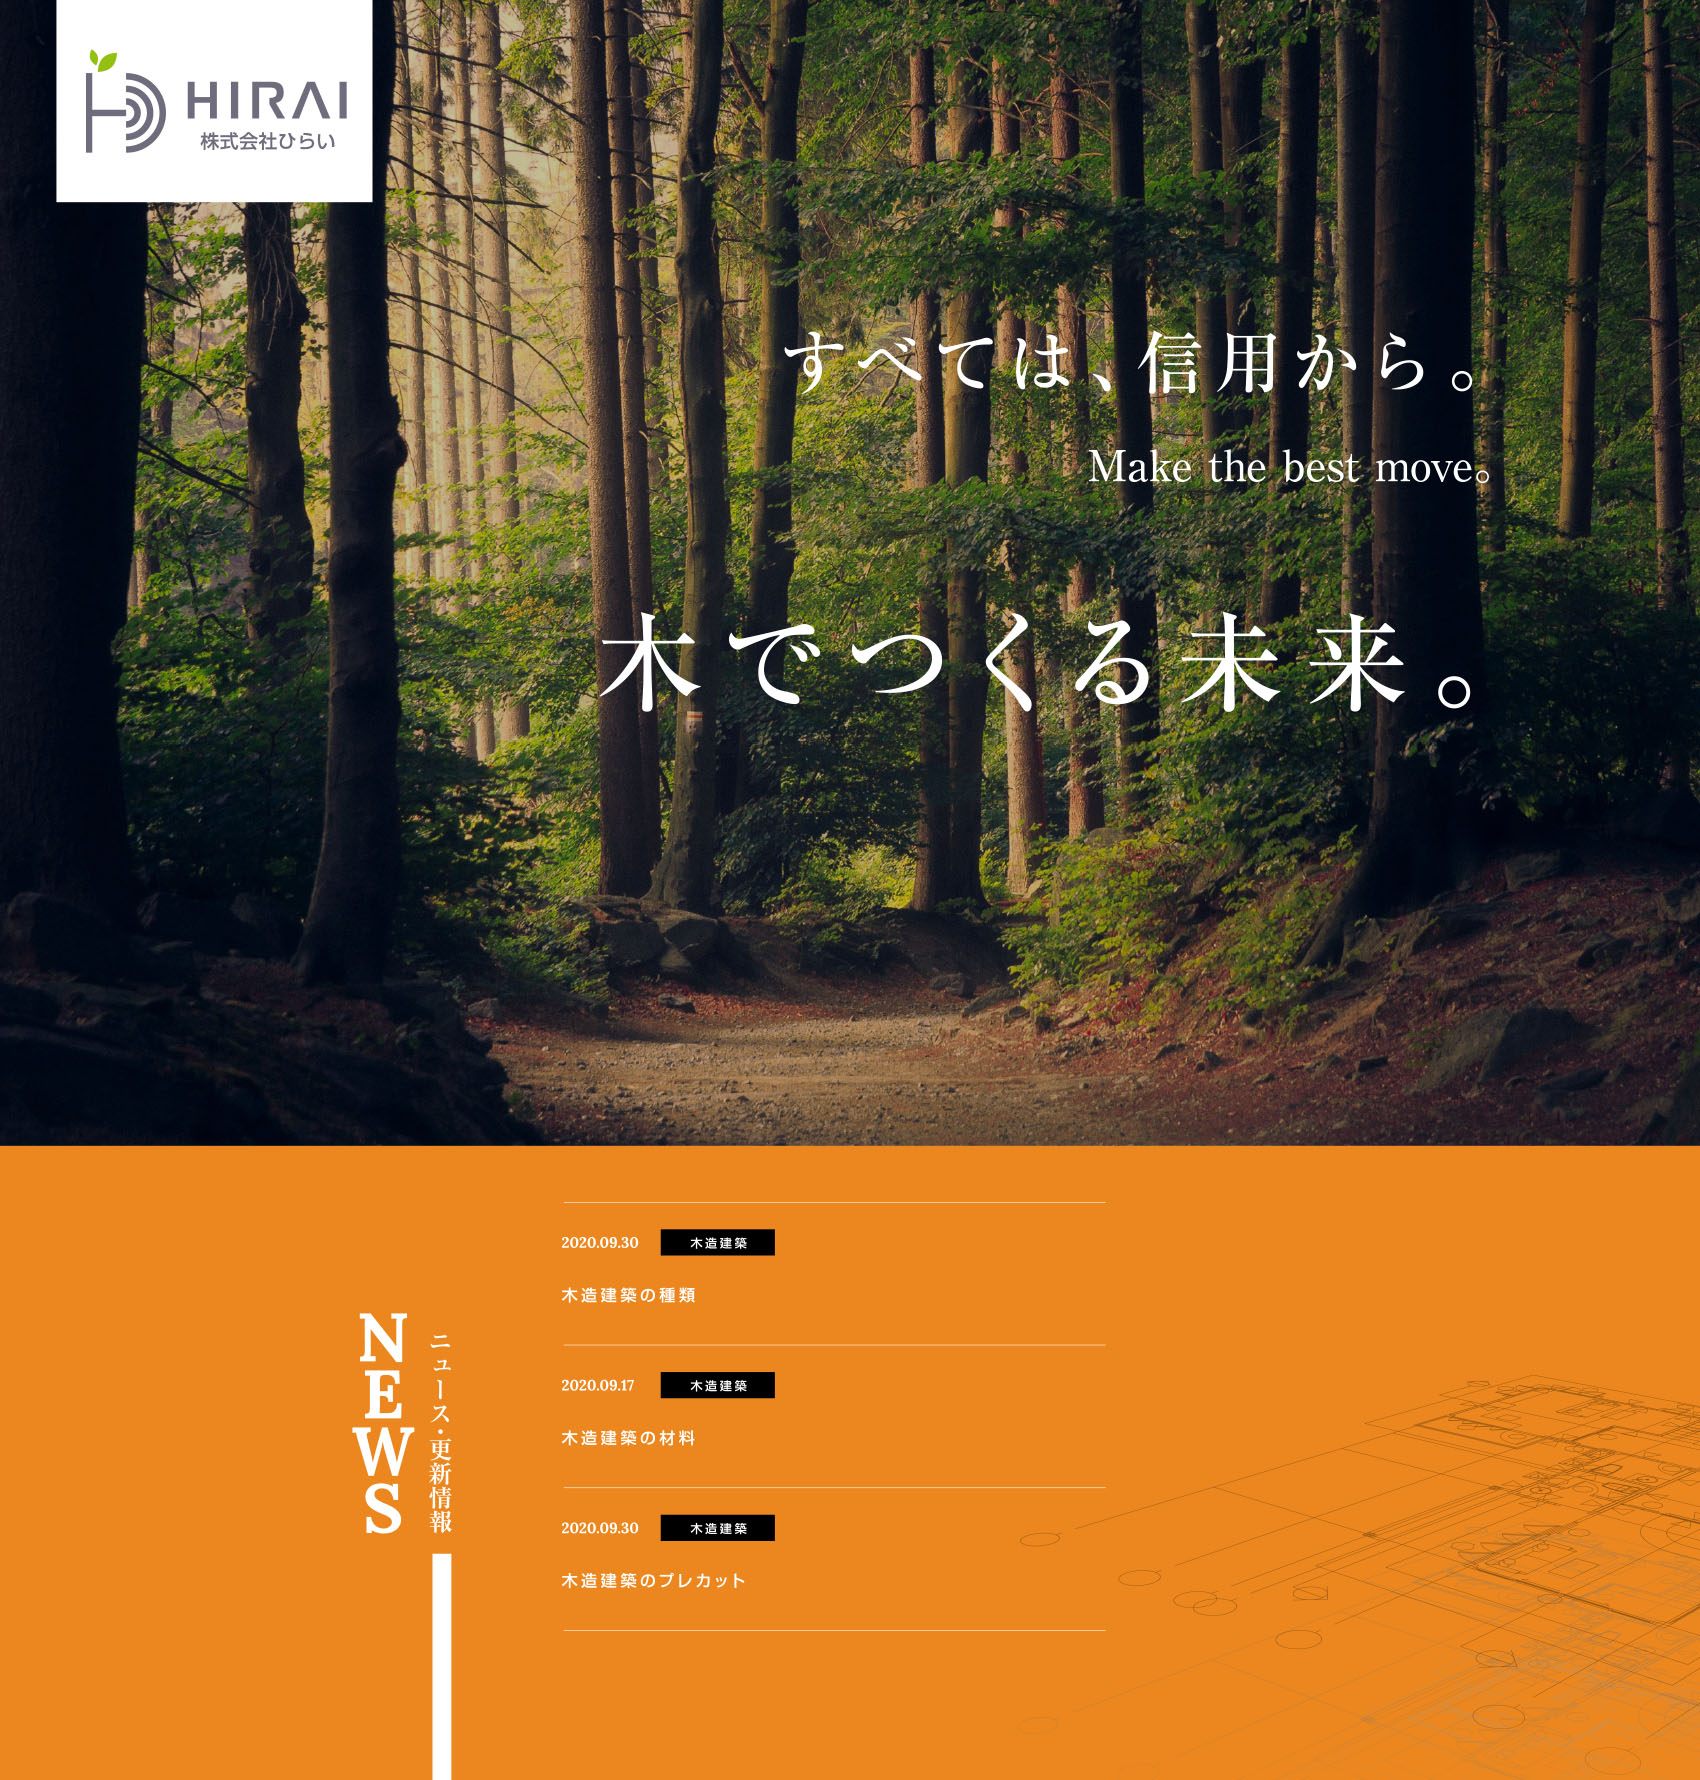 HIRAI
株式会社ひらい
すべては、信用から。
Make the best move。
木でつくる未来。
NEWS
ニュース・更新情報
2020.09.30 木造建築
木造建築の種類
2020.09.17 木造建築
木造建築の材料
2020.09.30 木造建築
木造建築のプレカット